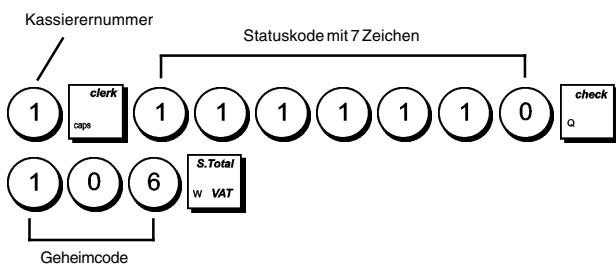 Kassierernummer
Statuskode mit 7 Zeichen
1 clerk caps 1 1 1 1 1 1 0 check Q
1 0 6 S.Total W VAT
Geheimcode